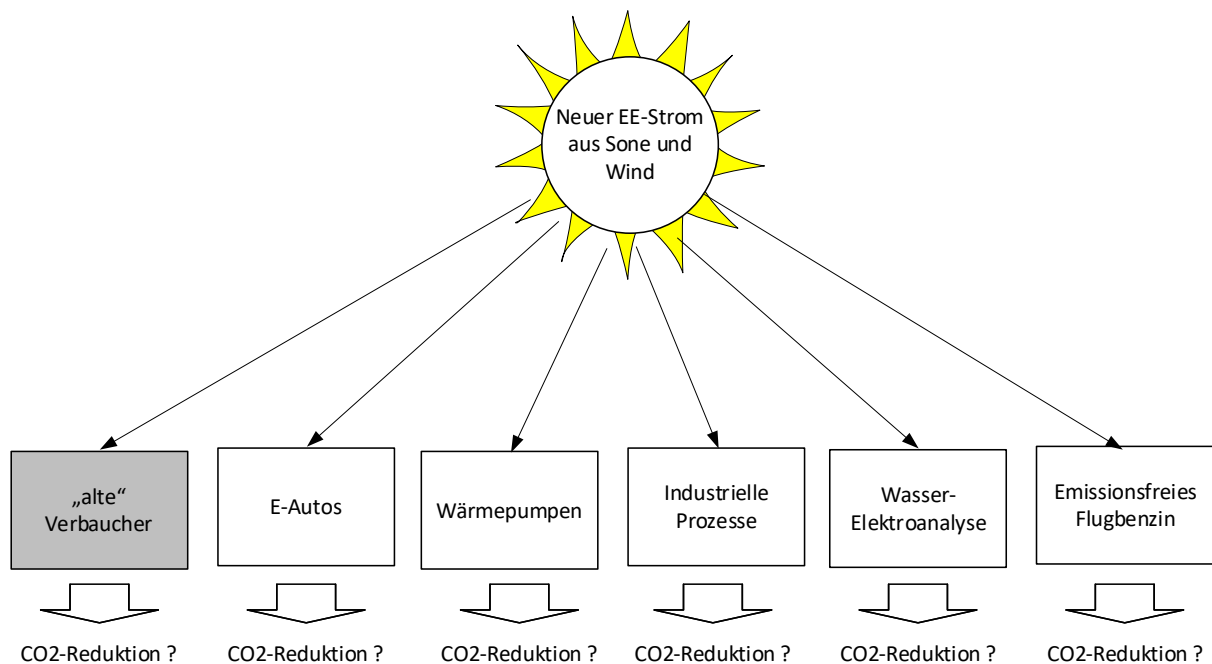 Neuer EE-Strom
aus Sone und
Wind
„alte“
Verbaucher
E-Autos
Wärmepumpen
Industrielle
Prozesse
Wasser-
Elektroanalyse
Emissionsfreies
Flugbenzin
CO2-Reduktion ?
CO2-Reduktion ?
CO2-Reduktion ?
CO2-Reduktion ?
CO2-Reduktion ?
CO2-Reduktion ?